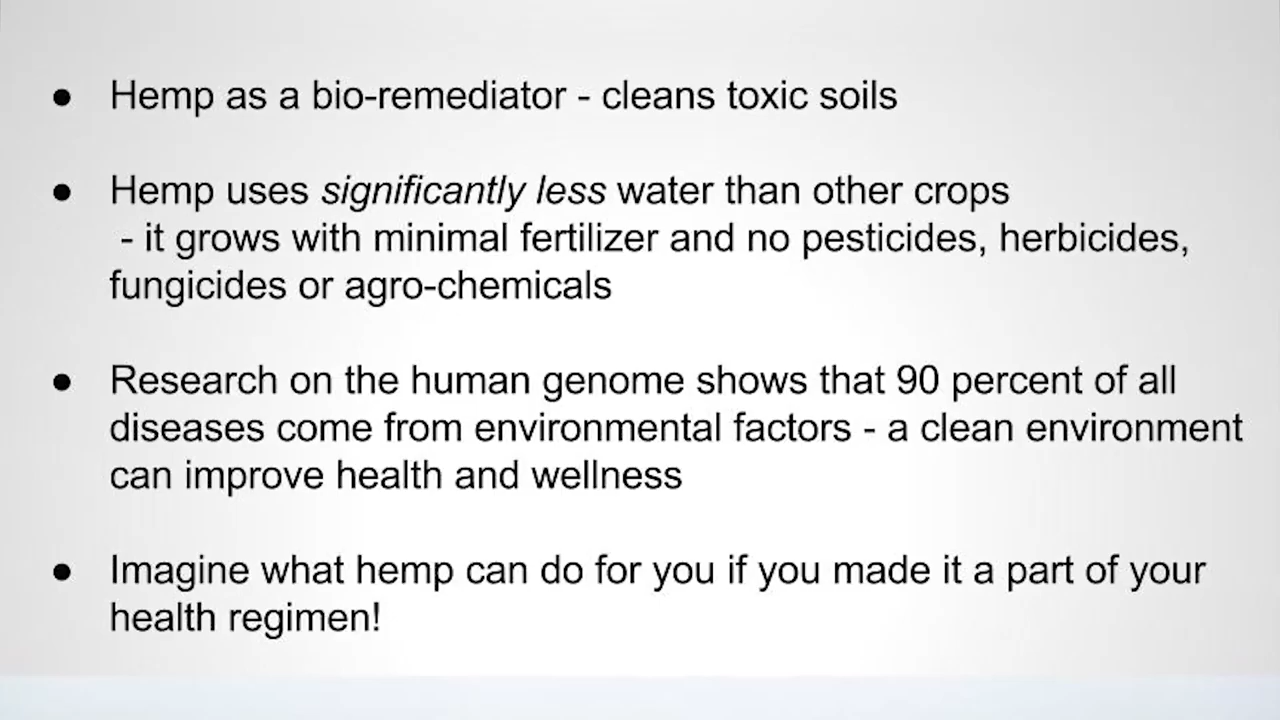 ● Hemp as a bio-remediator - cleans toxic soils
● Hemp uses significantly less water than other crops
- it grows with minimal fertilizer and no pesticides, herbicides,
fungicides or agro-chemicals
● Research on the human genome shows that 90 percent of all
diseases come from environmental factors - a clean environment
can improve health and wellness
● Imagine what hemp can do for you if you made it a part of your
health regimen!